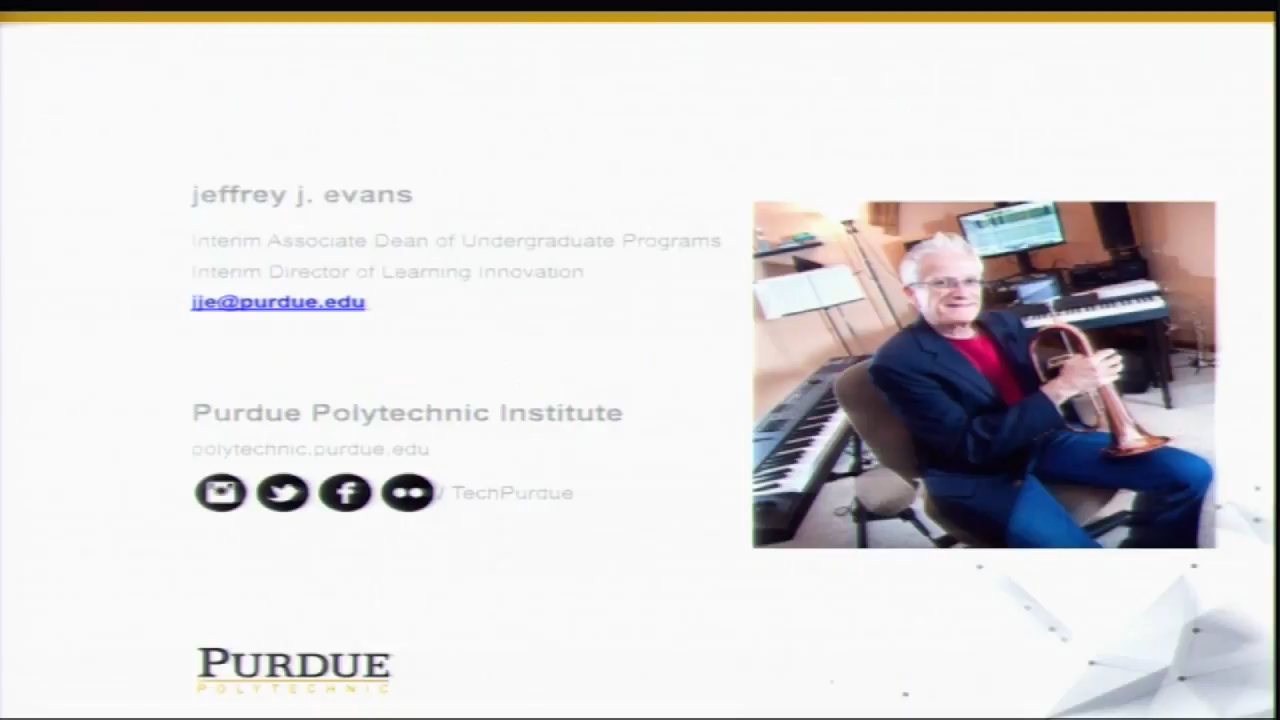 jeffrey j. evans
Interim Associate Dean of Undergraduate Programs
Interim Director of Learning Innovation
jje@purdue.edu
Purdue Polytechnic Institute
polytechnic.purdue.edu
/ TechPurdue
PURDUE
POLYTECHNIC